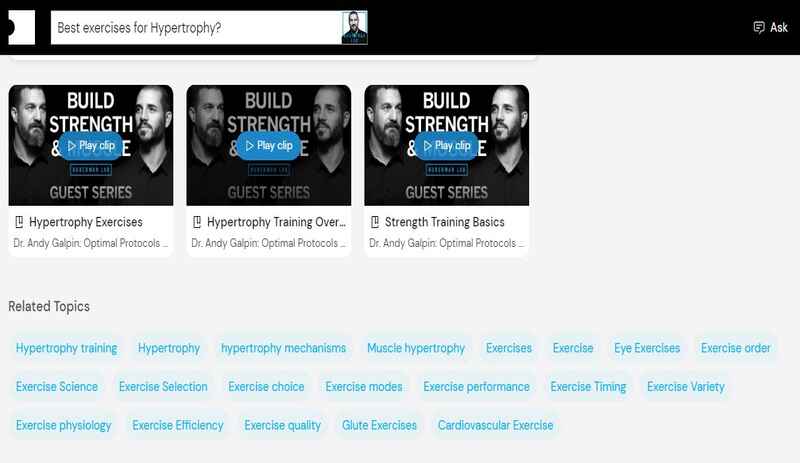 Best exercises for Hypertrophy?
Ask
BUILD
STRENGTH
Play clip
HUBERMAN LAB
GUEST SERIES
BUILD
STRENGTH
Play clip
HUBERMAN LAB
GUEST SERIES
BUILD
STRENGTH
Play clip
HUBERMAN LAB
GUEST SERIES
Hypertrophy Exercises
Dr. Andy Galpin: Optimal Protocols ...
Hypertrophy Training Over...
Dr. Andy Galpin: Optimal Protocols ...
Strength Training Basics
Dr. Andy Galpin: Optimal Protocols ...
Related Topics
Hypertrophy training Hypertrophy hypertrophy mechanisms Muscle hypertrophy Exercises Exercise Eye Exercises Exercise order
Exercise Science Exercise Selection Exercise choice Exercise modes Exercise performance Exercise Timing Exercise Variety
Exercise physiology Exercise Efficiency Exercise quality Glute Exercises Cardiovascular Exercise